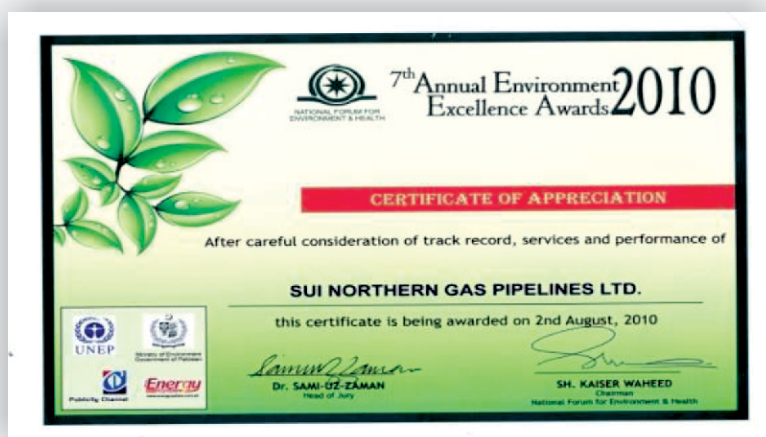 NATIONAL FORUM FOR
ENVIRONMENT & HEALTH
7th Annual Environment
Excellence Awards 2010
CERTIFICATE OF APPRECIATION
After careful consideration of track record, services and performance of
SUI NORTHERN GAS PIPELINES LTD.
this certificate is being awarded on 2nd August, 2010
UNEP
Ministry of Environment
Government of Pakistan
Publicity Channel
Energy
Dr. SAMI-UZ-ZAMAN
Head of Jury
SH. KAISER WAHEED
Chairman
National Forum for Environment & Health